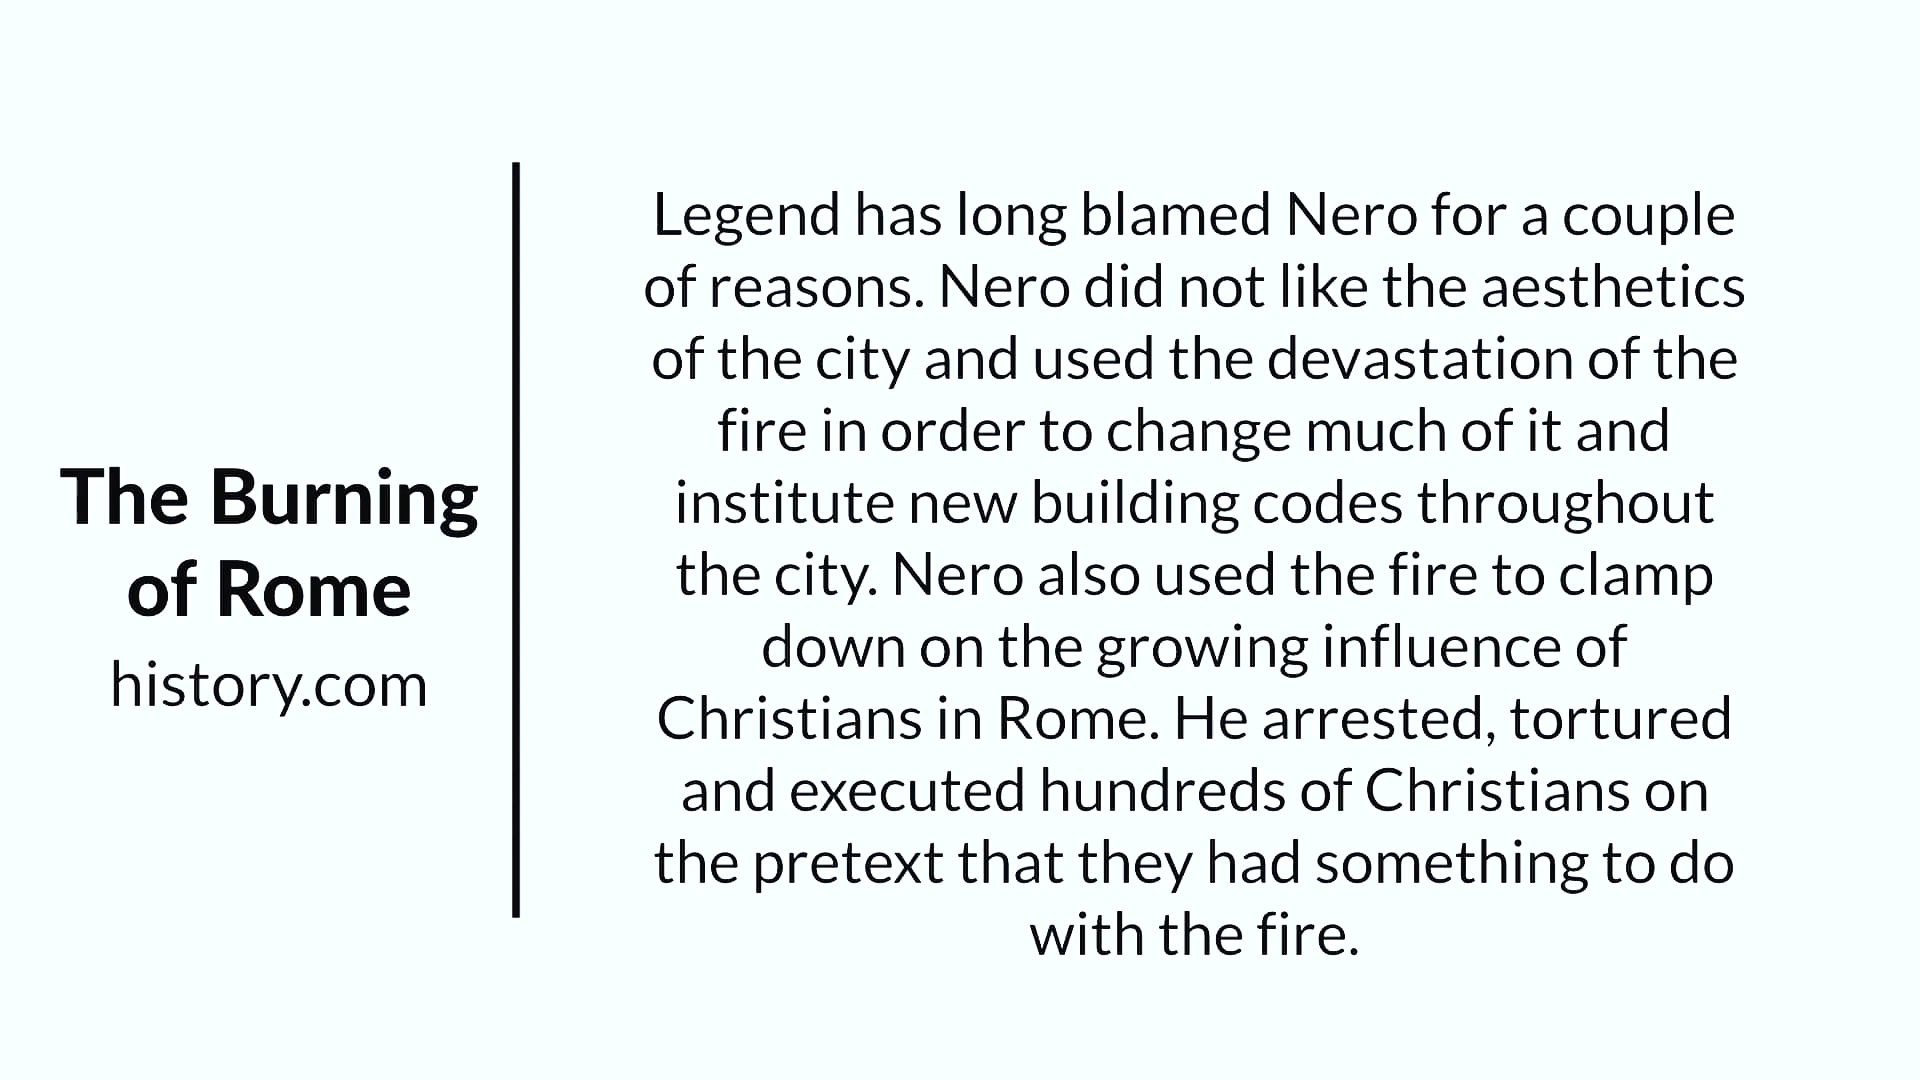 The Burning
of Rome
history.com
Legend has long blamed Nero for a couple
of reasons. Nero did not like the aesthetics
of the city and used the devastation of the
fire in order to change much of it and
institute new building codes throughout
the city. Nero also used the fire to clamp
down on the growing influence of
Christians in Rome. He arrested, tortured
and executed hundreds of Christians on
the pretext that they had something to do
with the fire.